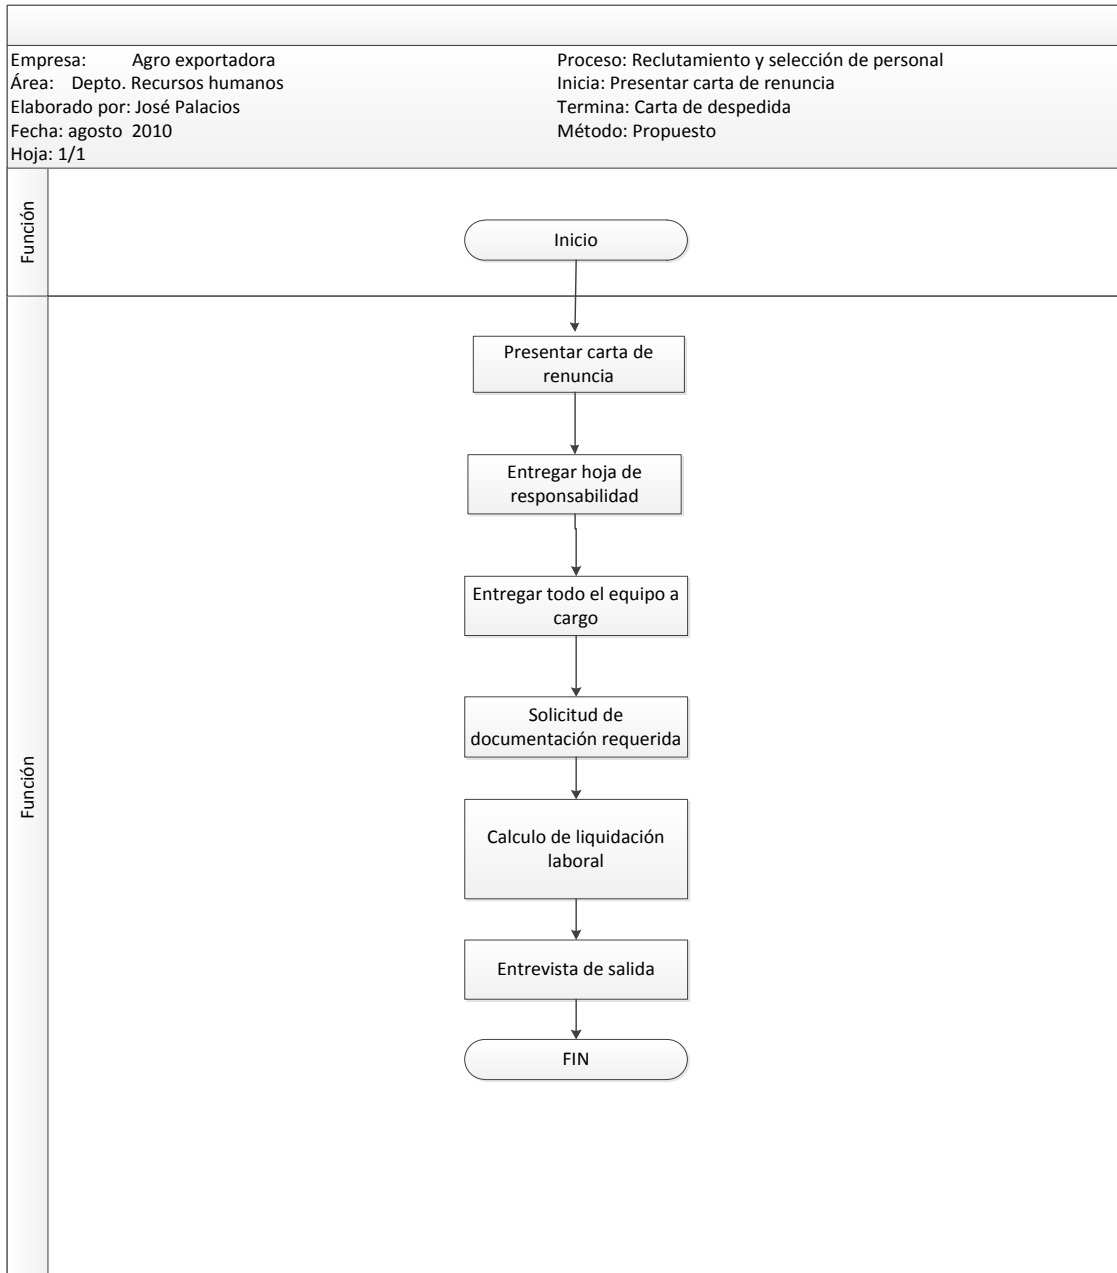 Empresa: Agro exportadora
Área: Depto. Recursos humanos
Elaborado por: José Palacios
Fecha: agosto 2010
Hoja: 1/1
Proceso: Reclutamiento y selección de personal
Inicia: Presentar carta de renuncia
Termina: Carta de despedida
Método: Propuesto
Función
Inicio
Función
Presentar carta de
renuncia
Entregar hoja de
responsabilidad
Entregar todo el equipo a
cargo
Solicitud de
documentación requerida
Calculo de liquidación
laboral
Entrevista de salida
FIN